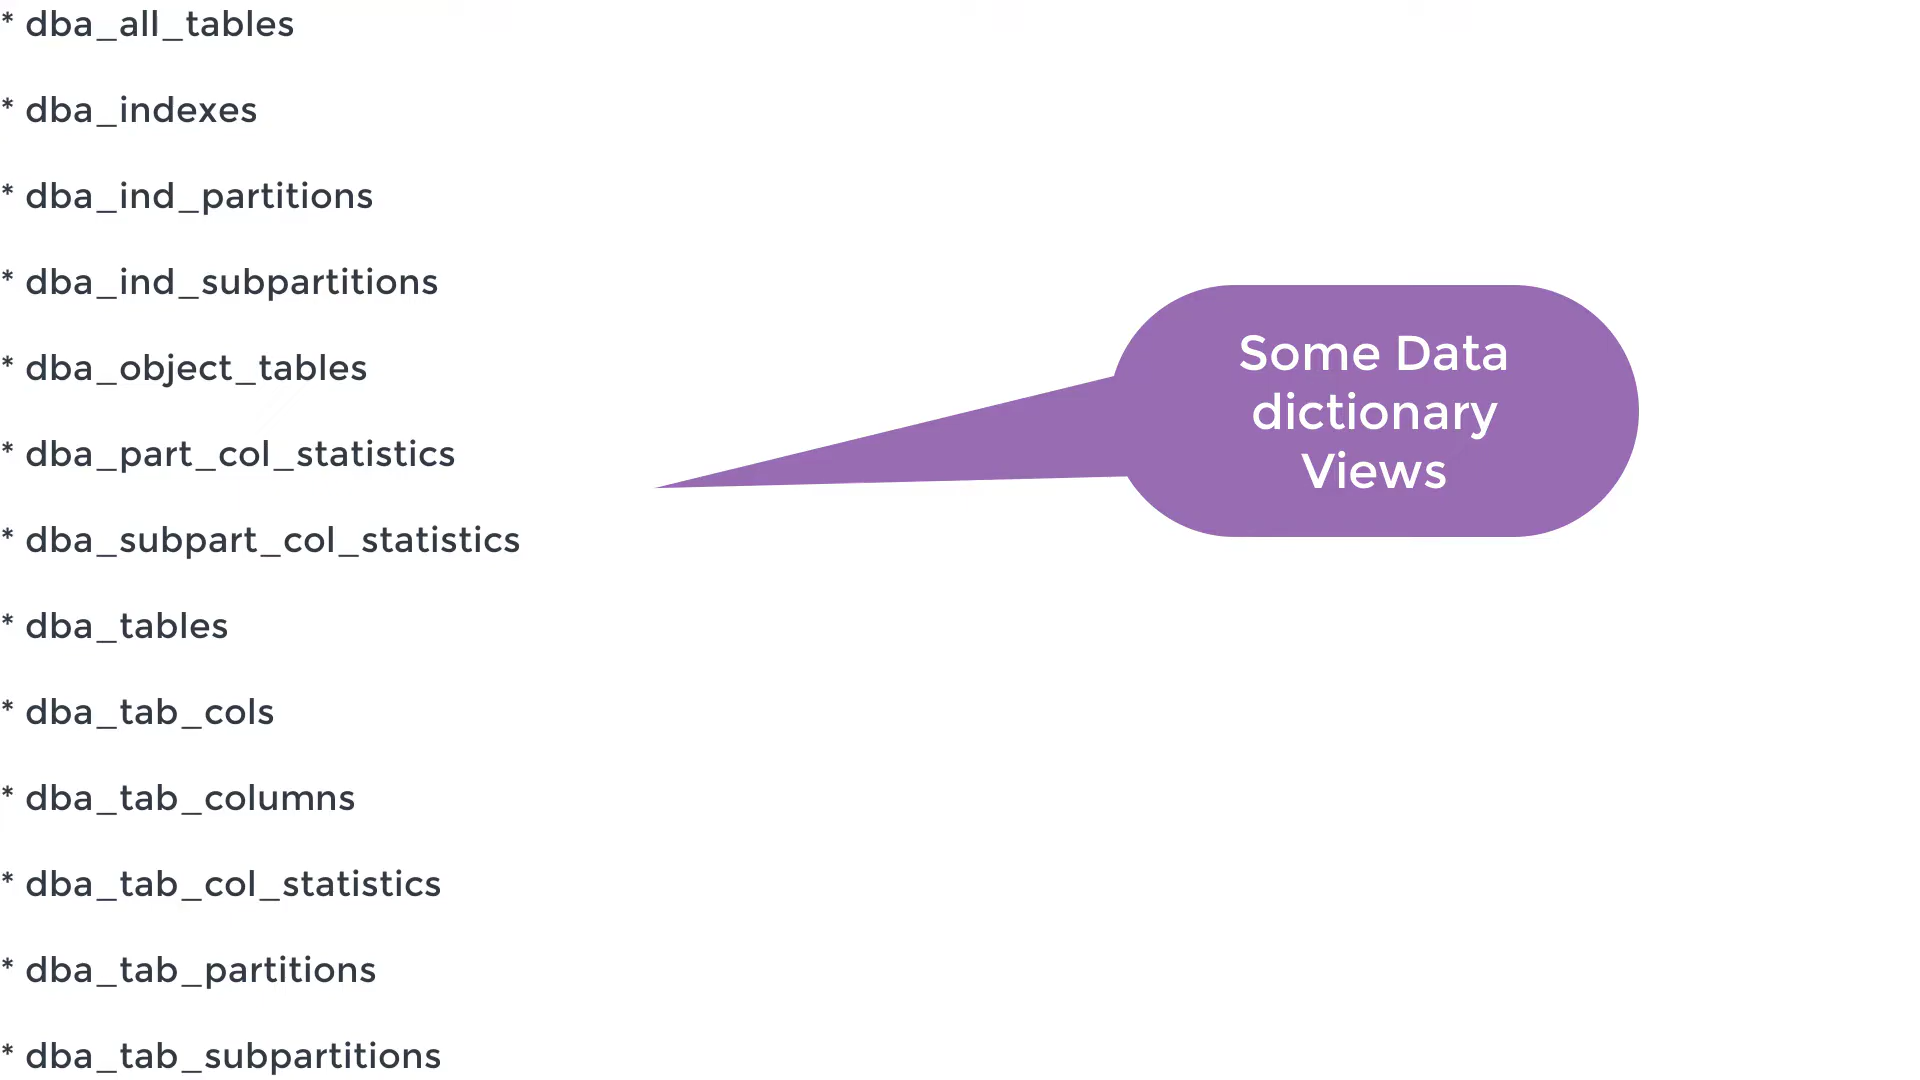 * dba_all_tables
* dba_indexes
* dba_ind_partitions
* dba_ind_subpartitions
* dba_object_tables
* dba_part_col_statistics
* dba_subpart_col_statistics
* dba_tables
* dba_tab_cols
* dba_tab_columns
* dba_tab_col_statistics
* dba_tab_partitions
* dba_tab_subpartitions
Some Data
dictionary
Views